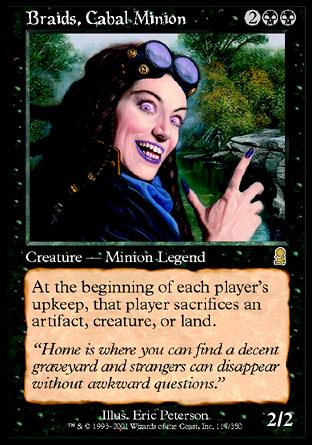 Braids, Cabal Minion 2
Creature — Minion Legend
At the beginning of each player's
upkeep, that player sacrifices an
artifact, creature, or land.
“Home is where you can find a decent
graveyard and strangers can disappear
without awkward questions.”
Illus. Eric Peterson
™ & © 1993–2001 Wizards of the Coast, Inc. 117/350
2/2